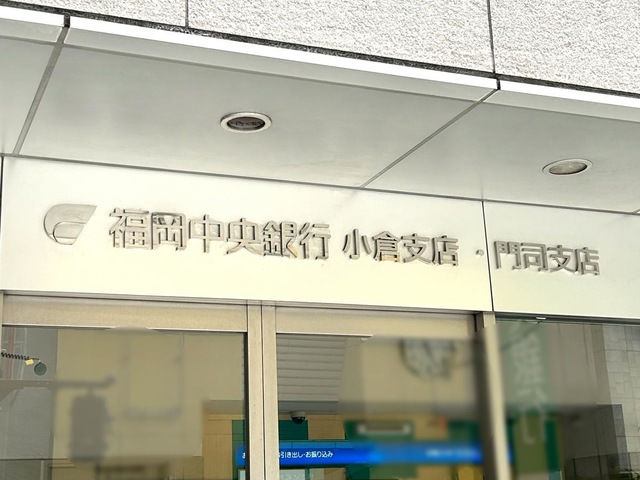 福岡中央銀行 小倉支店・門司支店
お引き出し・お振り込み